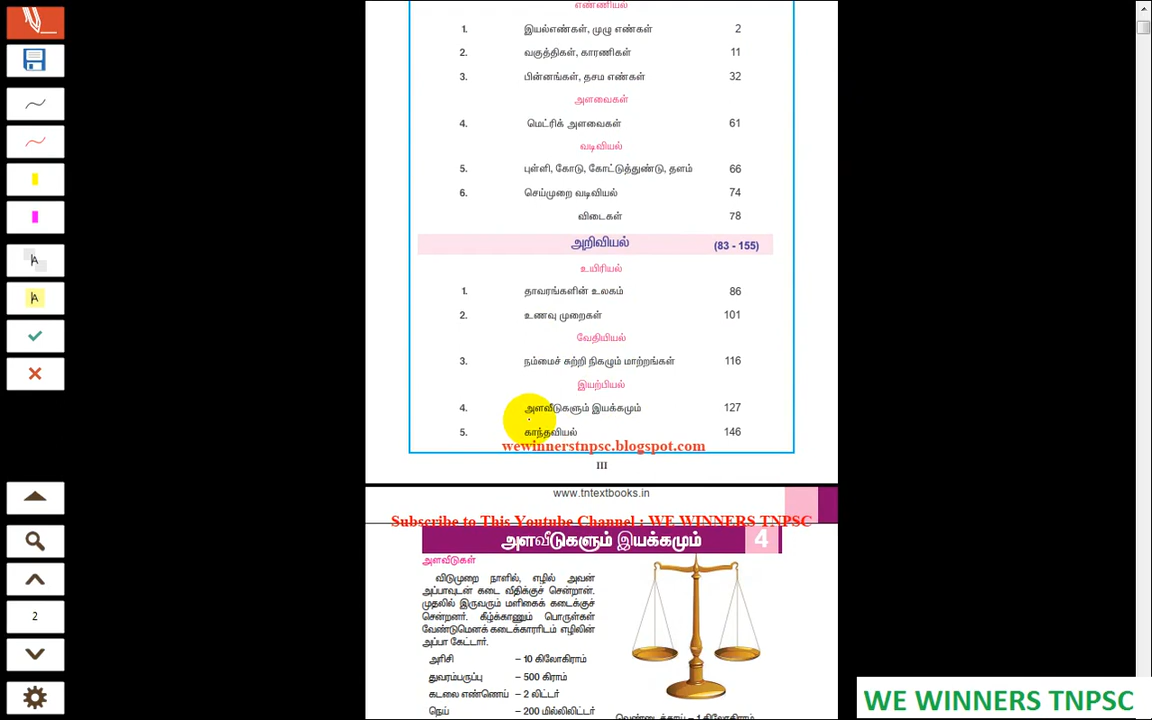 எண்ணியல்
1. இயல்எண்கள், முழு எண்கள் 2
2. வகுத்திகள், காரணிகள் 11
3. பின்னங்கள், தசம எண்கள் 32
அளவைகள்
4. மெட்ரிக் அளவைகள் 61
வடிவியல்
5. புள்ளி, கோடு, கோட்டுத்துண்டு, தளம் 66
6. செய்முறை வடிவியல் 74
விடைகள் 78
அறிவியல் (83 - 155)
உயிரியல்
1. தாவரங்களின் உலகம் 86
2. உணவு முறைகள் 101
வேதியியல்
3. நம்மைச் சுற்றி நிகழும் மாற்றங்கள் 116
இயற்பியல்
4. அளவீடுகளும் இயக்கமும் 127
5. காந்தவியல் 146
wewinnerstnpsc.blogspot.com
III
www.tntextbooks.in
Subscribe to This Youtube Channel : WE WINNERS TNPSC
அளவீடுகளும் இயக்கமும் 4
அளவீடுகள்
விடுமுறை நாளில், எழில் அவன்
அப்பாவுடன் கடை வீதிக்குச் சென்றான்.
முதலில் இருவரும் மளிகைக் கடைக்குச்
சென்றனர். கீழ்க்காணும் பொருள்கள்
வேண்டுமெனக் கடைக்காரரிடம் எழிலின்
அப்பா கேட்டார்.
அரிசி – 10 கிலோகிராம்
துவரம்பருப்பு – 500 கிராம்
கடலை எண்ணெய் – 2 லிட்டர்
நெய் – 200 மில்லிலிட்டர்
வெண்டைக்காய் – 1 கிலோகிராம்
2
WE WINNERS TNPSC